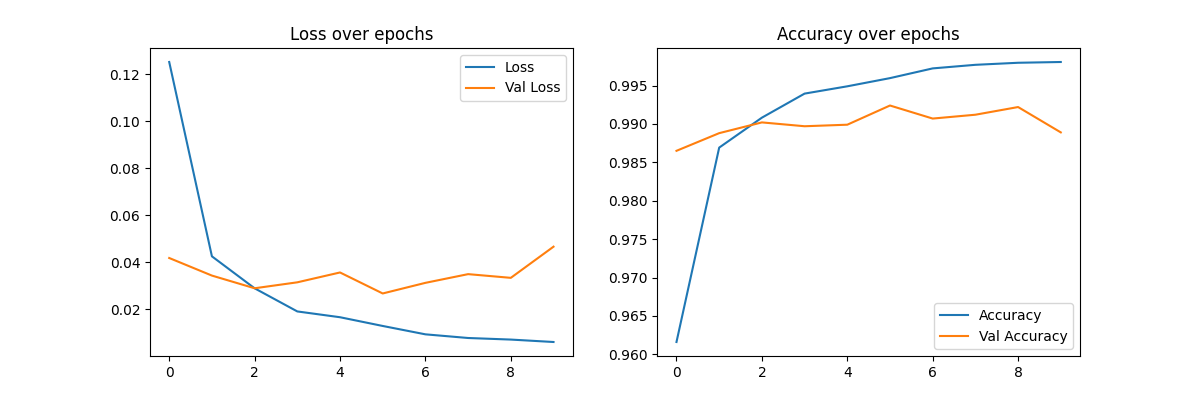 Loss over epochs
0.12
0.10
0.08
0.06
0.04
0.02
0 2 4 6 8
Loss
Val Loss
Accuracy over epochs
0.995
0.990
0.985
0.980
0.975
0.970
0.965
0.960
0 2 4 6 8
Accuracy
Val Accuracy